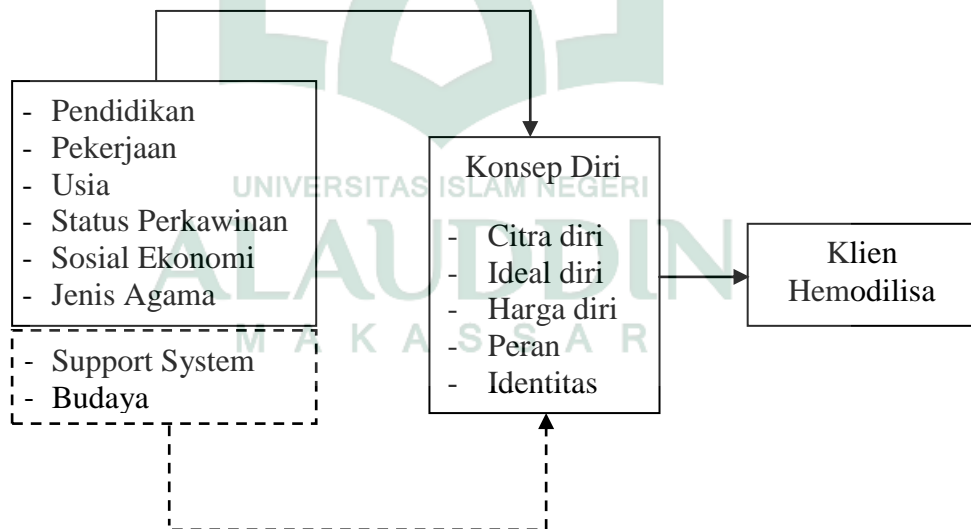 - Pendidikan
- Pekerjaan
- Usia
- Status Perkawinan
- Sosial Ekonomi
- Jenis Agama
- Support System
- Budaya
Konsep Diri
- Citra diri
- Ideal diri
- Harga diri
- Peran
- Identitas
Klien
Hemodilisa
UNIVERSITAS ISLAM NEGERI
ALAUDDIN
MAKASSAR